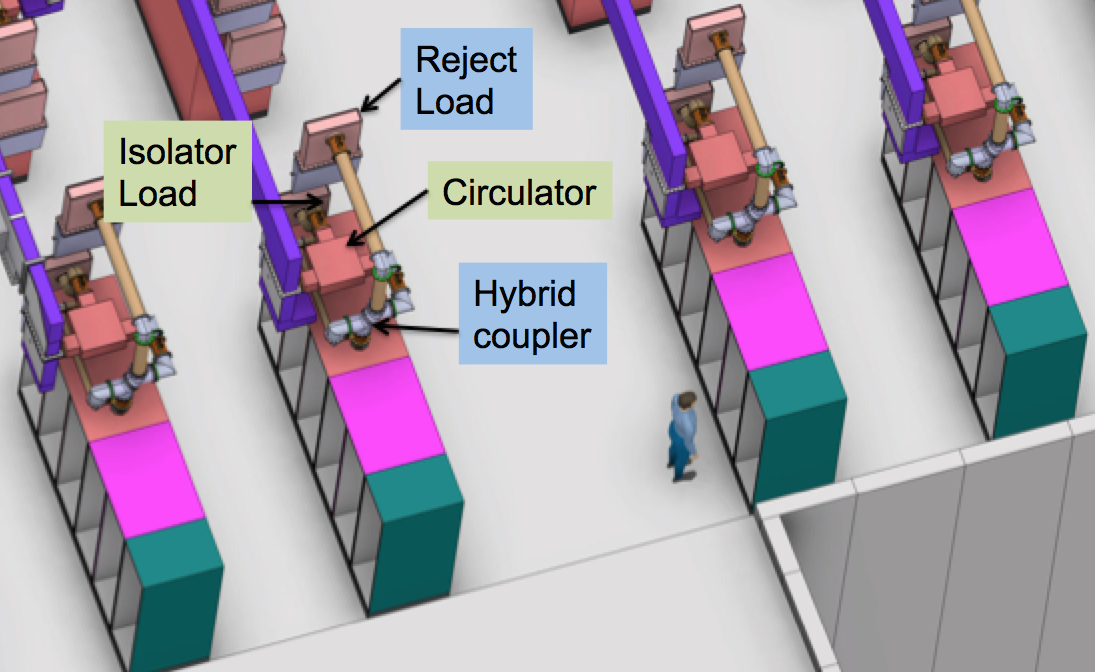 Reject
Load
Isolator
Load
Circulator
Hybrid
coupler